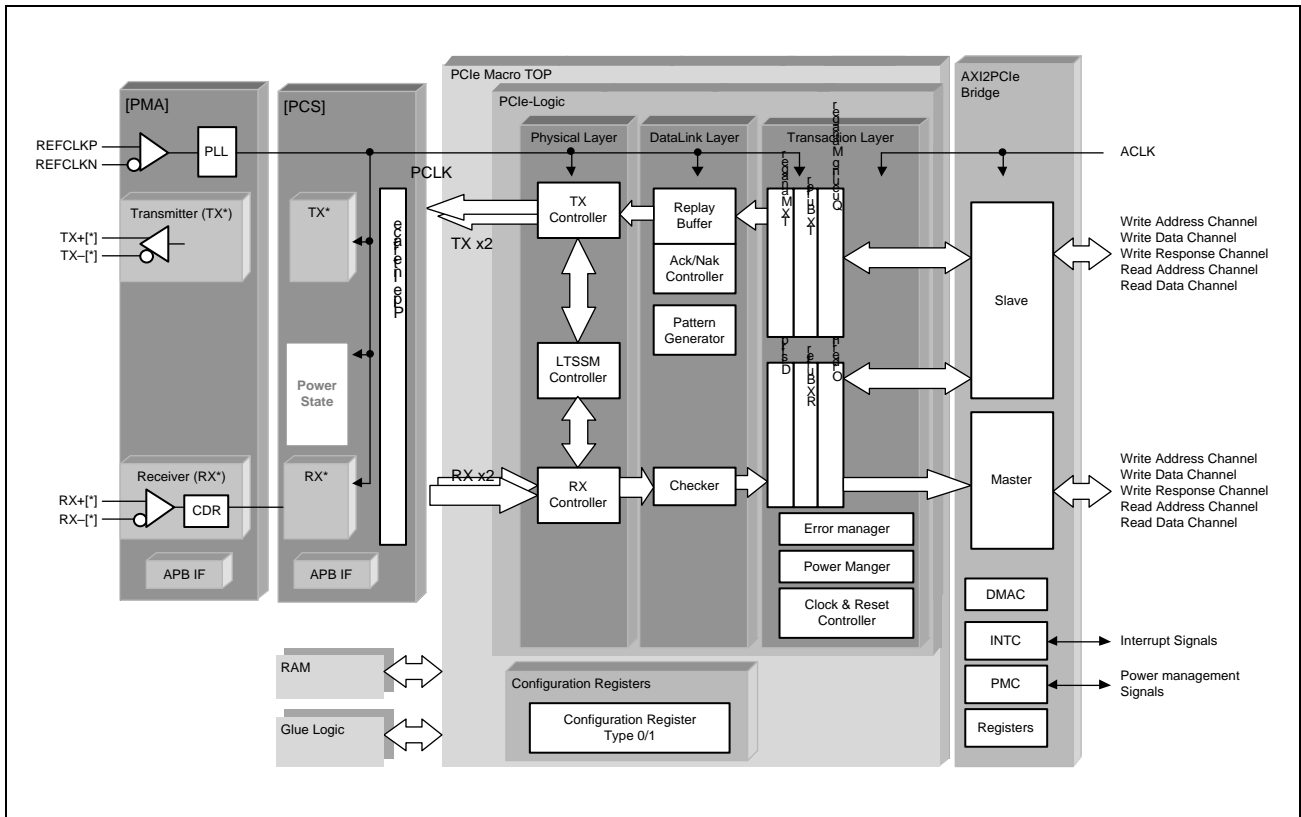 PCIe Macro TOP
AXI2PCIe
Bridge
[PMA]
[PCS]
PCIe-Logic
Physical Layer
DataLink Layer
Transaction Layer
REFCLKP
REFCLKN
PLL
PCLK
ACLK
Transmitter (TX*)
TX+[*]
TX–[*]
TX*
TX x2
TX
Controller
Replay
Buffer
Ack/Nak
Controller
Pattern
Generator
LTSSM
Controller
Slave
Write Address Channel
Write Data Channel
Write Response Channel
Read Address Channel
Read Data Channel
Power
State
Receiver (RX*)
RX+[*]
RX–[*]
CDR
RX*
RX x2
RX
Controller
Checker
Master
Write Address Channel
Write Data Channel
Write Response Channel
Read Address Channel
Read Data Channel
APB IF
APB IF
Error manager
Power Manger
Clock & Reset
Controller
DMAC
INTC
Interrupt Signals
PMC
Power management
Signals
Registers
RAM
Glue Logic
Configuration Registers
Configuration Register
Type 0/1